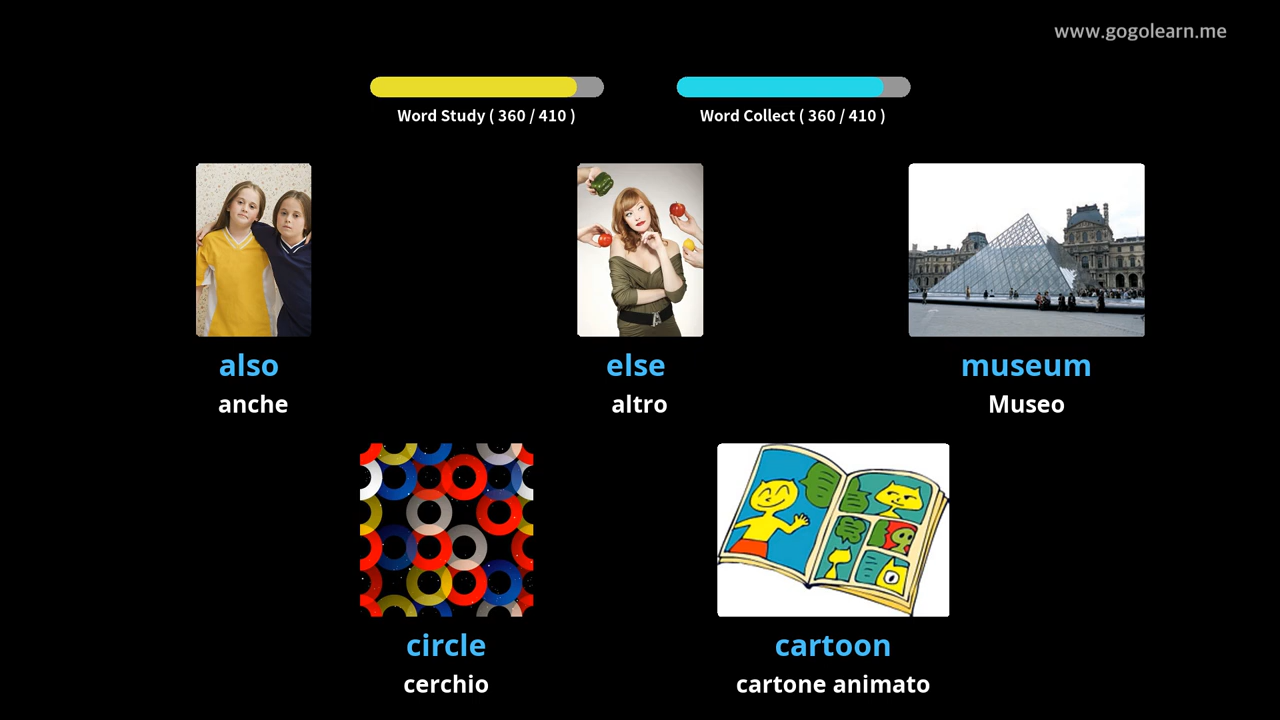 www.gogolearn.me
Word Study ( 360 / 410 )
Word Collect ( 360 / 410 )
also
anche
else
altro
museum
Museo
circle
cerchio
cartoon
cartone animato